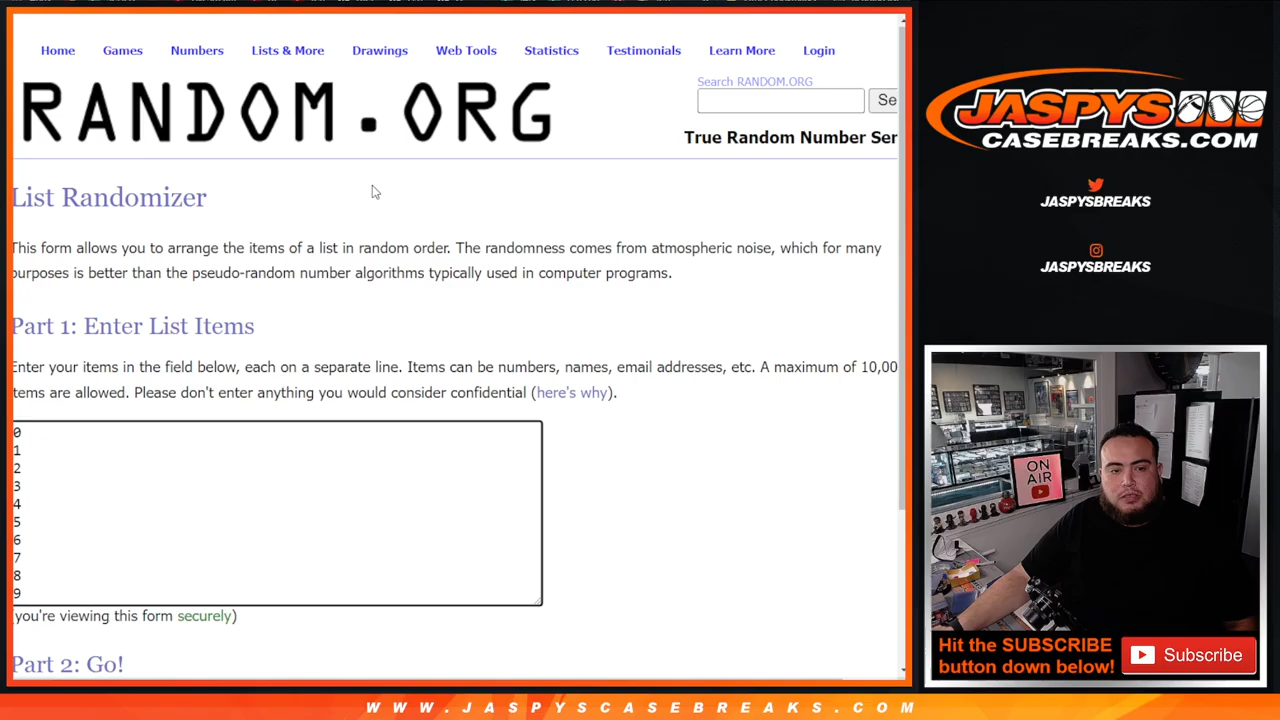 Home Games Numbers Lists & More Drawings Web Tools Statistics Testimonials Learn More Login
RANDOM.ORG
Search RANDOM.ORG
Se
True Random Number Ser
List Randomizer
This form allows you to arrange the items of a list in random order. The randomness comes from atmospheric noise, which for many
purposes is better than the pseudo-random number algorithms typically used in computer programs.
Part 1: Enter List Items
Enter your items in the field below, each on a separate line. Items can be numbers, names, email addresses, etc. A maximum of 10,00
items are allowed. Please don't enter anything you would consider confidential (here's why).
0
1
2
3
4
5
6
7
8
9
(you're viewing this form securely)
Part 2: Go!
JASPYS
CASEBREAKS.COM
JASPYSBREAKS
JASPYSBREAKS
ON
AIR
Hit the SUBSCRIBE
button down below!
Subscribe
WWW.JASPYSCASEBREAKS.COM